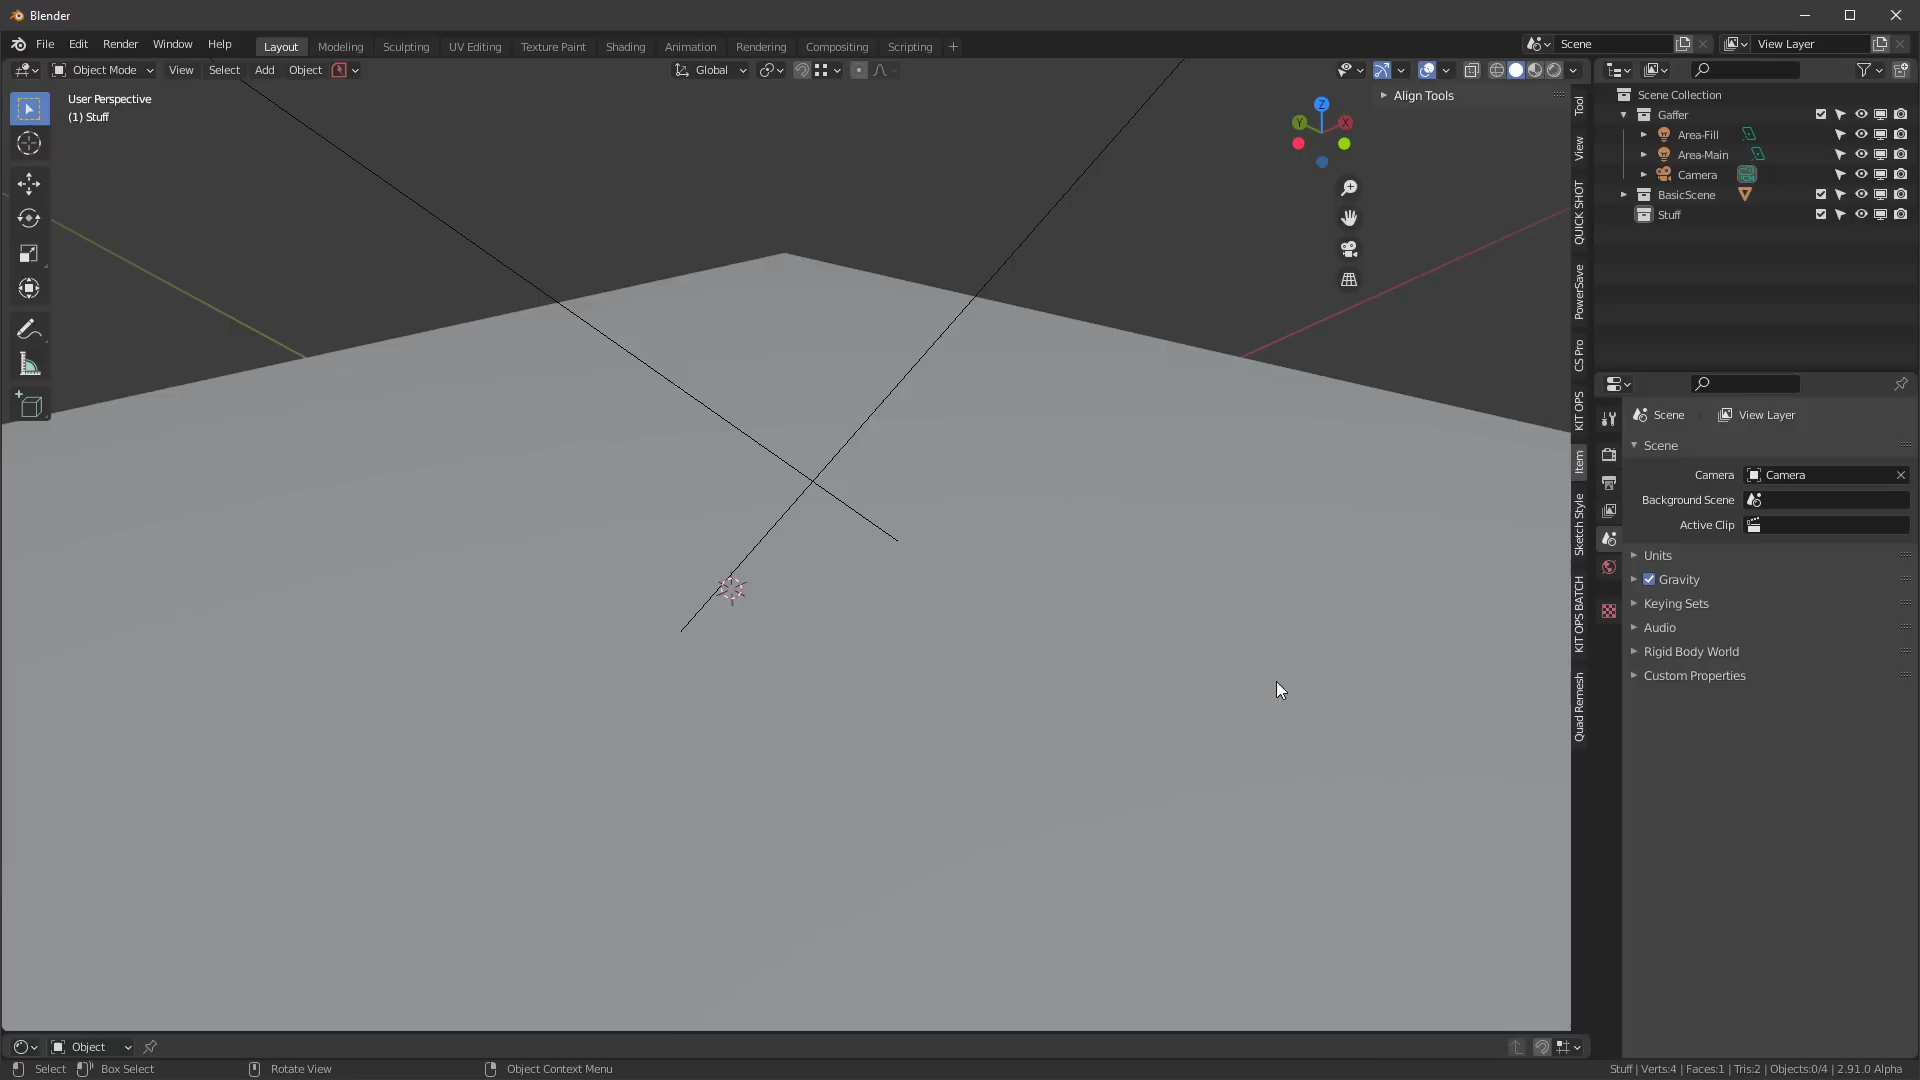 Blender
File Edit Render Window Help Layout Modeling Sculpting UV Editing Texture Paint Shading Animation Rendering Compositing Scripting + Scene View Layer
Object Mode View Select Add Object Global
User Perspective
(1) Stuff
Z
Y X
Align Tools
Tool
View
QUICK SHOT
PowerSave
CS Pro
KIT OPS
Item
Sketch Style
KIT OPS BATCH
Quad Remesh
Scene Collection
Gaffer
Area-Fill
Area-Main
Camera
BasicScene
Stuff
Scene View Layer
Scene
Camera Camera
Background Scene
Active Clip
Units
Gravity
Keying Sets
Audio
Rigid Body World
Custom Properties
Object
Select Box Select Rotate View Object Context Menu Stuff | Verts:4 | Faces:1 | Tris:2 | Objects:0/4 | 2.91.0 Alpha